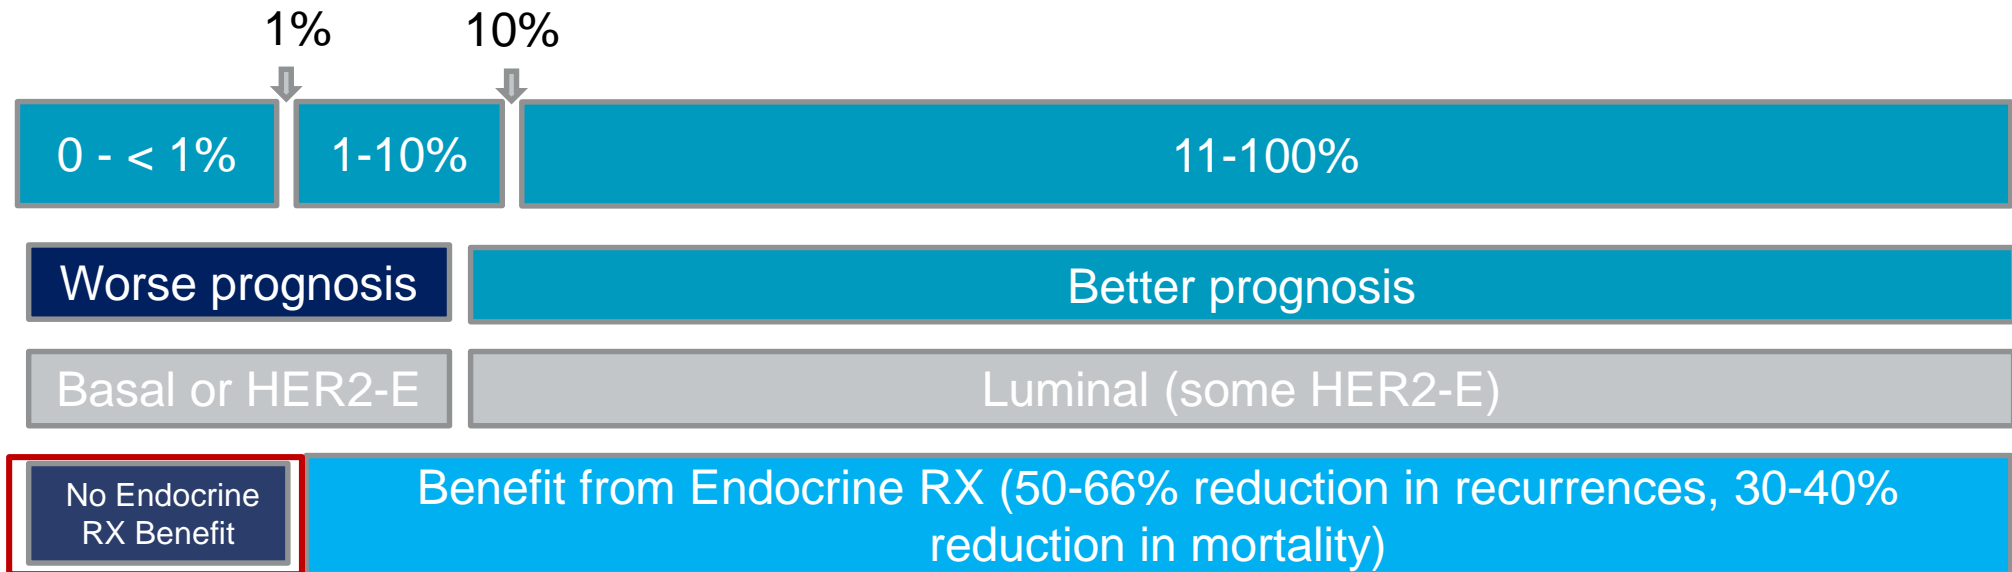 1% 10%
0 - < 1% 1-10% 11-100%
Worse prognosis Better prognosis
Basal or HER2-E Luminal (some HER2-E)
No Endocrine
RX Benefit
Benefit from Endocrine RX (50-66% reduction in recurrences, 30-40%
reduction in mortality)